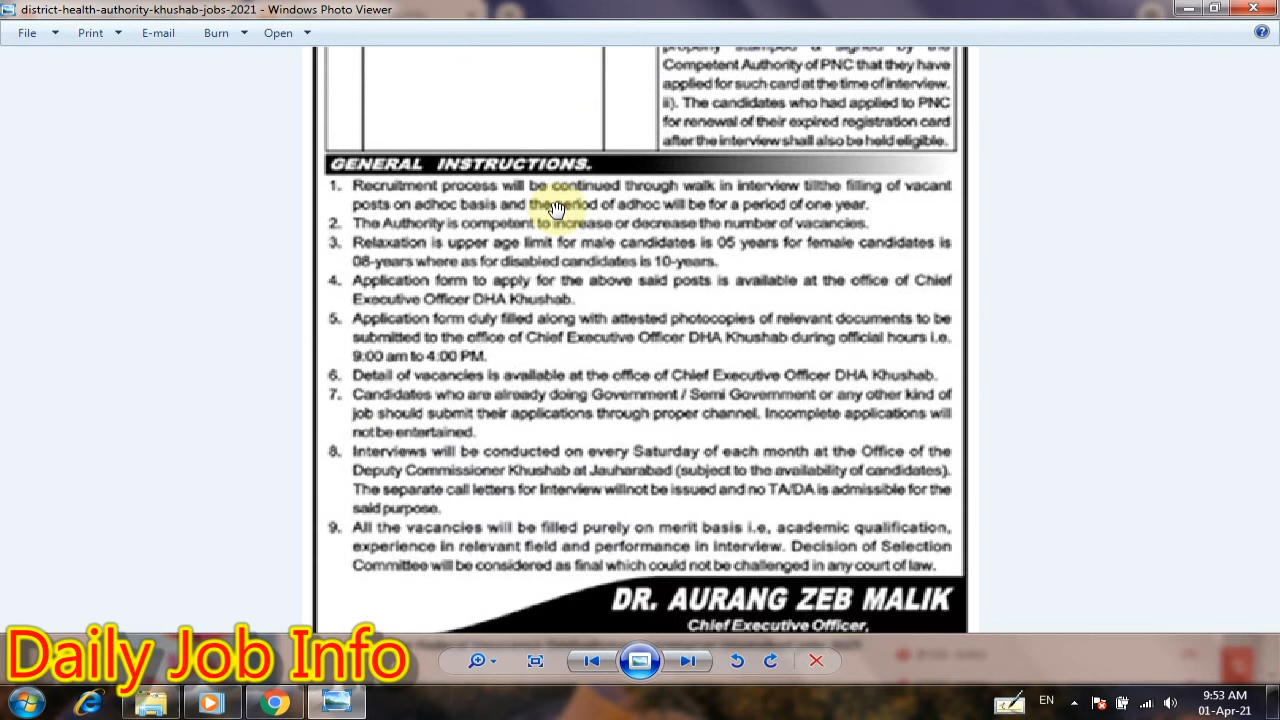 district-health-authority-khushab-jobs-2021 - Windows Photo Viewer
File Print E-mail Burn Open
properly stamped & signed by the
Competent Authority of PNC that they have
applied for such card at the time of interview.
ii). The candidates who had applied to PNC
for renewal of their expired registration card
after the interview shall also be held eligible.
GENERAL INSTRUCTIONS.
1. Recruitment process will be continued through walk in interview tillthe filling of vacant
posts on adhoc basis and the period of adhoc will be for a period of one year.
2. The Authority is competent to increase or decrease the number of vacancies.
3. Relaxation is upper age limit for male candidates is 05 years for female candidates is
08-years where as for disabled candidates is 10-years.
4. Application form to apply for the above said posts is available at the office of Chief
Executive Officer DHA Khushab.
5. Application form duly filled along with attested photocopies of relevant documents to be
submitted to the office of Chief Executive Officer DHA Khushab during official hours i.e.
9:00 am to 4:00 PM.
6. Detail of vacancies is available at the office of Chief Executive Officer DHA Khushab.
7. Candidates who are already doing Government / Semi Government or any other kind of
job should submit their applications through proper channel. Incomplete applications will
not be entertained.
8. Interviews will be conducted on every Saturday of each month at the Office of the
Deputy Commissioner Khushab at Jauharabad (subject to the availability of candidates).
The separate call letters for Interview willnot be issued and no TA/DA is admissible for the
said purpose.
9. All the vacancies will be filled purely on merit basis i.e, academic qualification,
experience in relevant field and performance in interview. Decision of Selection
Committee will be considered as final which could not be challenged in any court of law.
DR. AURANG ZEB MALIK
Chief Executive Officer,
Daily Job Info
EN
9:53 AM
01-Apr-21